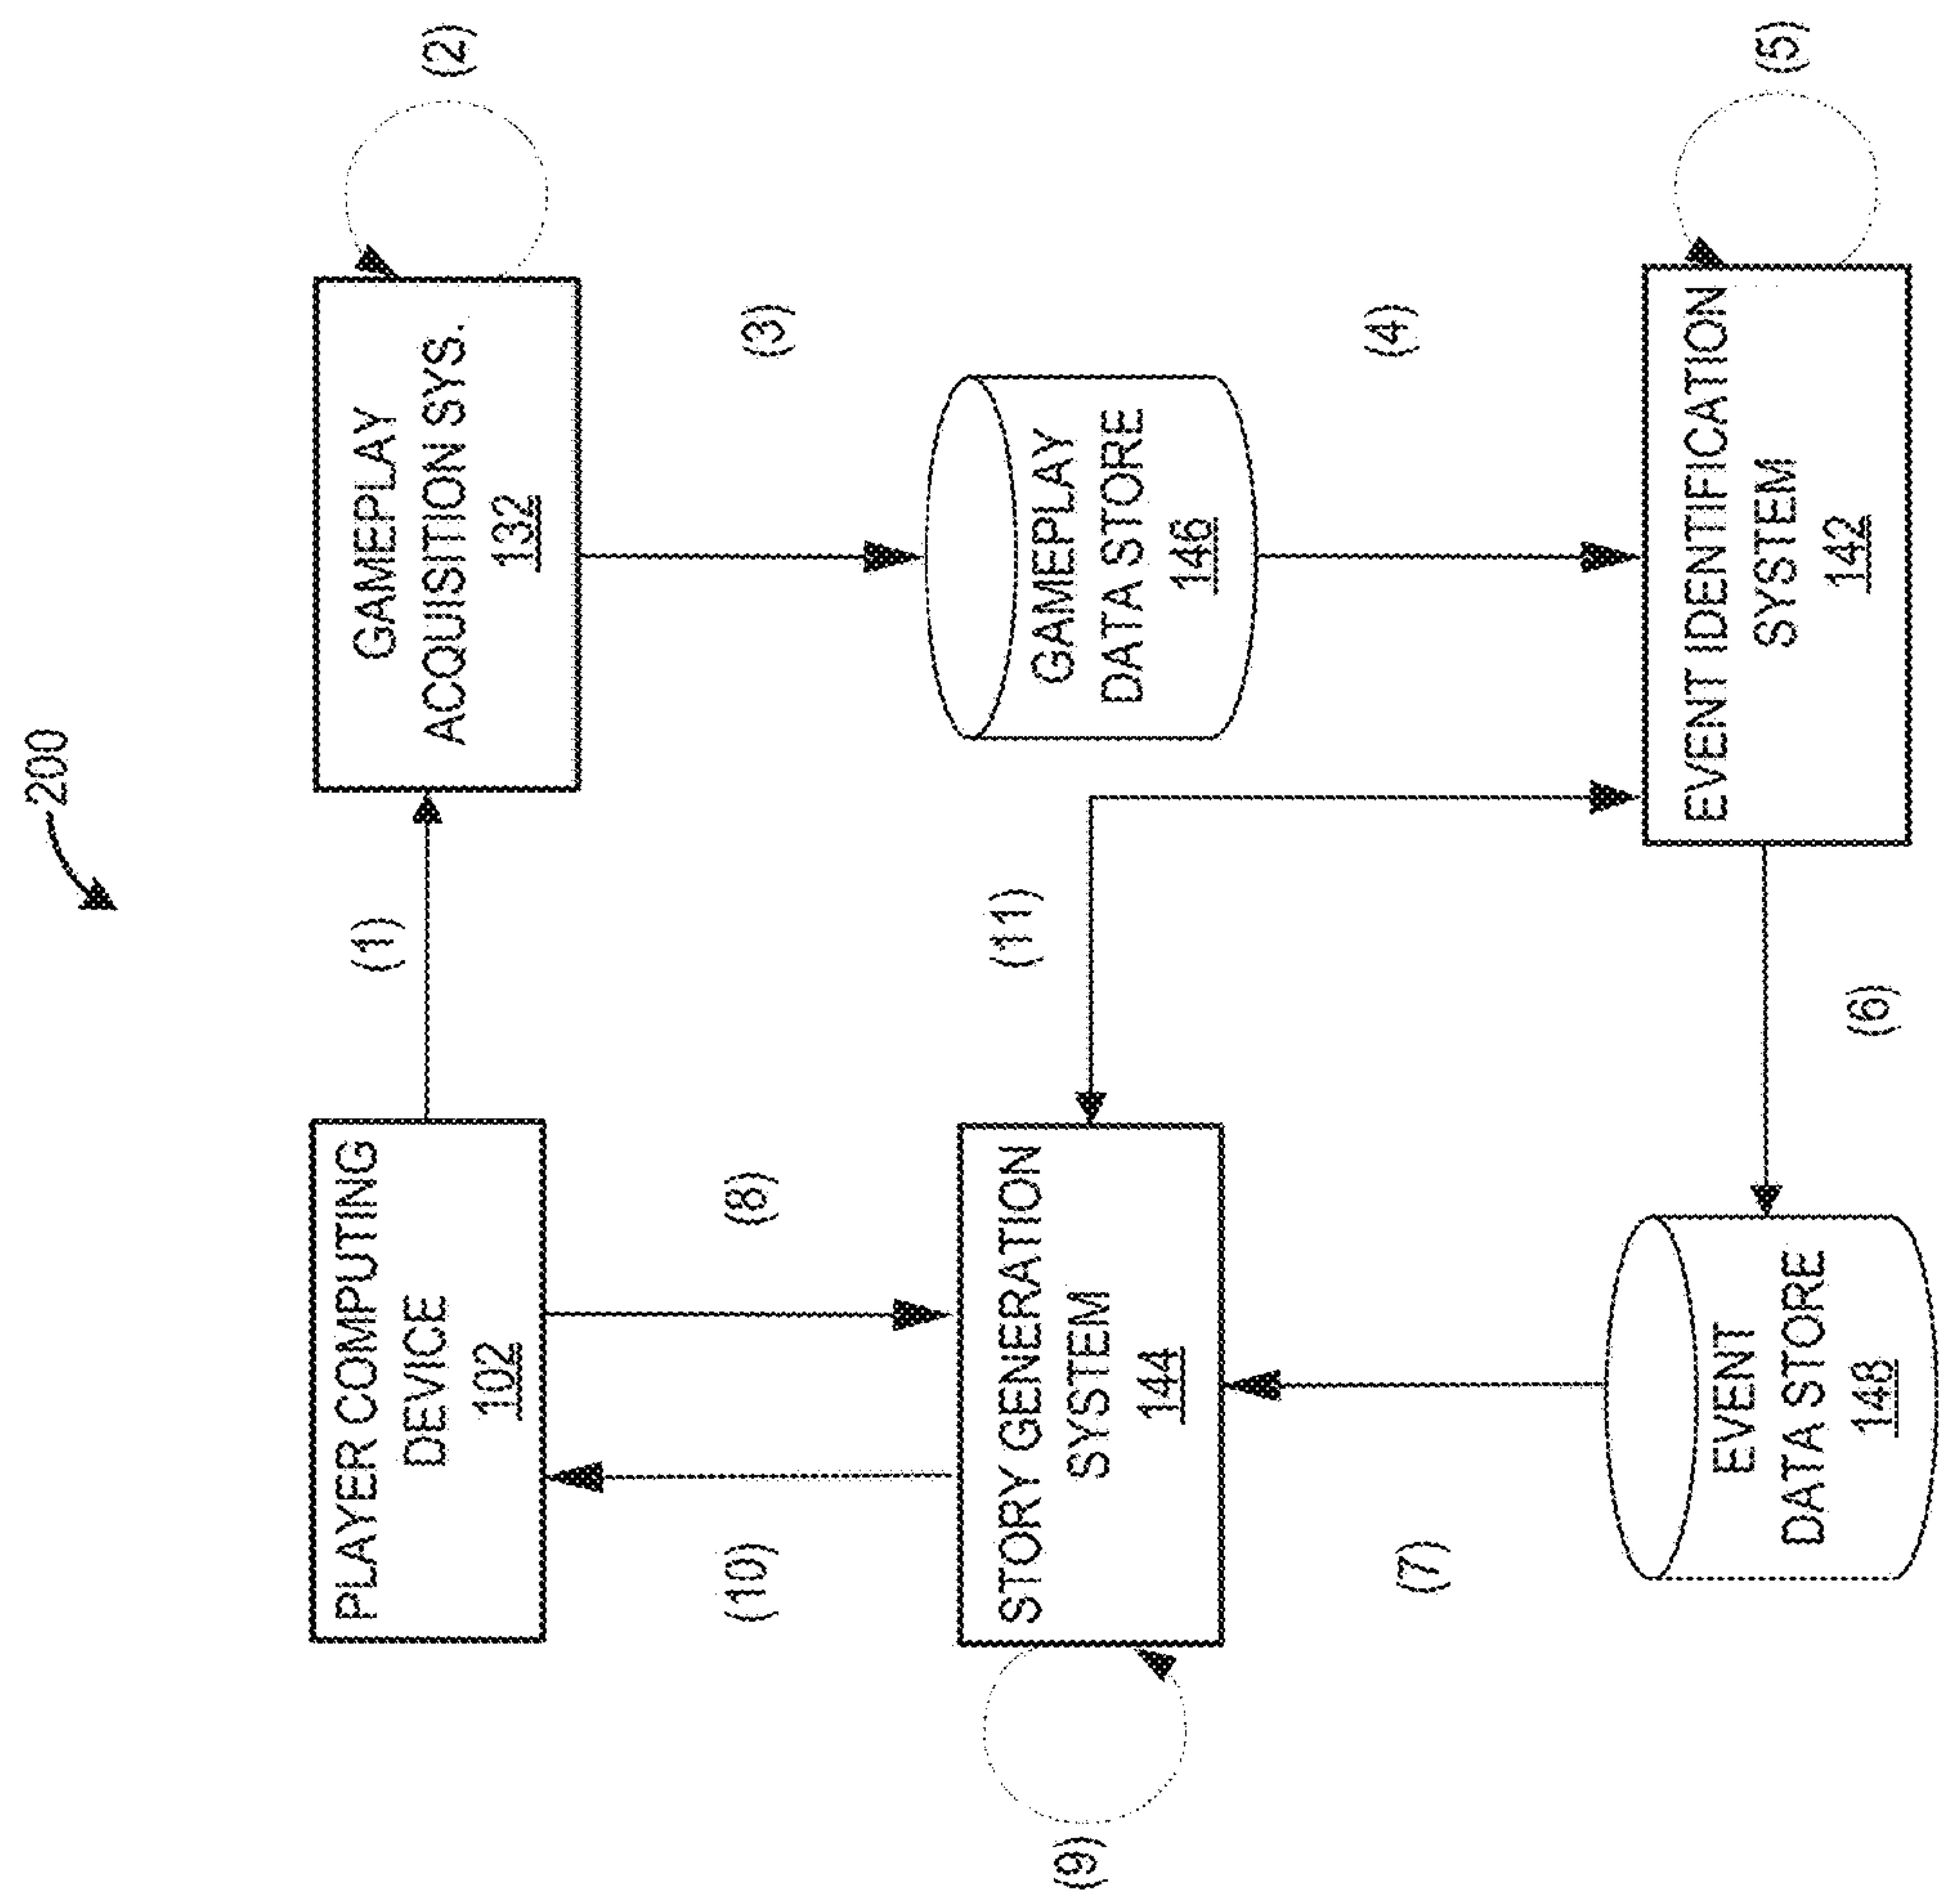 200
PLAYER COMPUTING
DEVICE
102
(1)
GAMEPLAY
ACQUISITION SYS.
132
(2)
(10)
(8)
(3)
(9)
STORY GENERATION
SYSTEM
144
(11)
GAMEPLAY
DATA STORE
146
(7)
(4)
EVENT
DATA STORE
148
(6)
EVENT IDENTIFICATION
SYSTEM
142
(5)